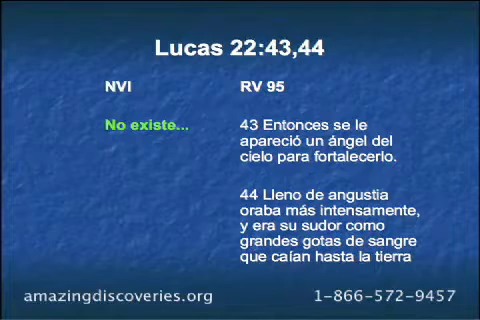 Lucas 22:43,44
NVI
RV 95
No existe...
43 Entonces se le
apareció un ángel del
cielo para fortalecerlo.
44 Lleno de angustia
oraba más intensamente,
y era su sudor como
grandes gotas de sangre
que caían hasta la tierra
amazingdiscoveries.org
1-866-572-9457